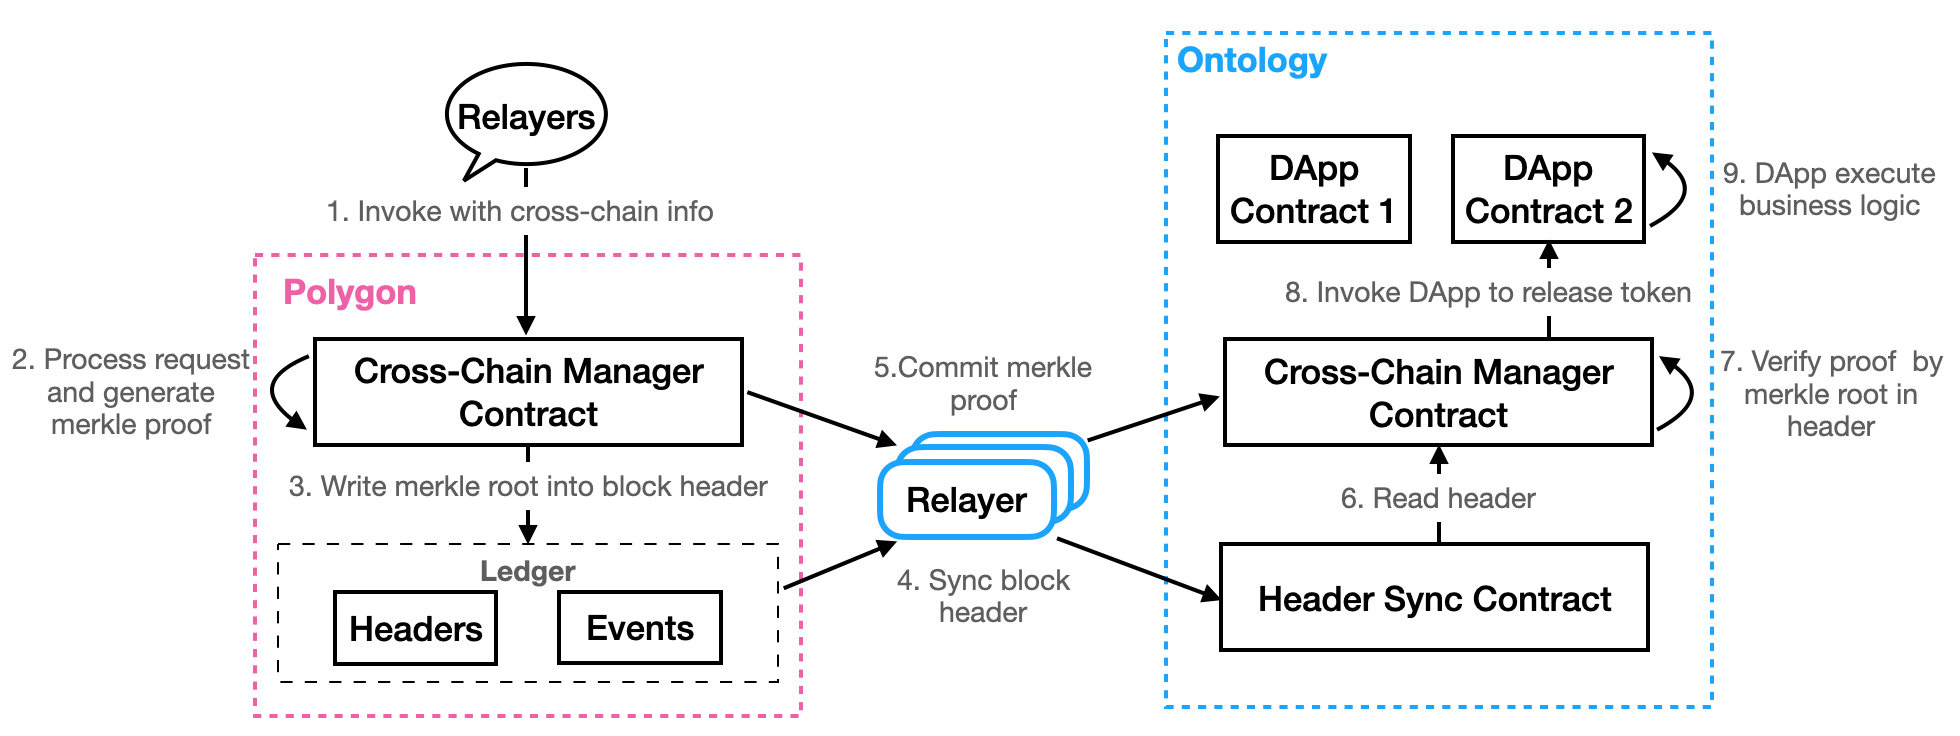 Ontology
Relayers
DApp
Contract 1
DApp
Contract 2
9. DApp execute
business logic
1. Invoke with cross-chain info
Polygon
8. Invoke DApp to release token
2. Process request
and generate
merkle proof
Cross-Chain Manager
Contract
5.Commit merkle
proof
Cross-Chain Manager
Contract
7. Verify proof  by
merkle root in
header
3. Write merkle root into block header
Relayer
6. Read header
Ledger
Headers
Events
4. Sync block
header
Header Sync Contract